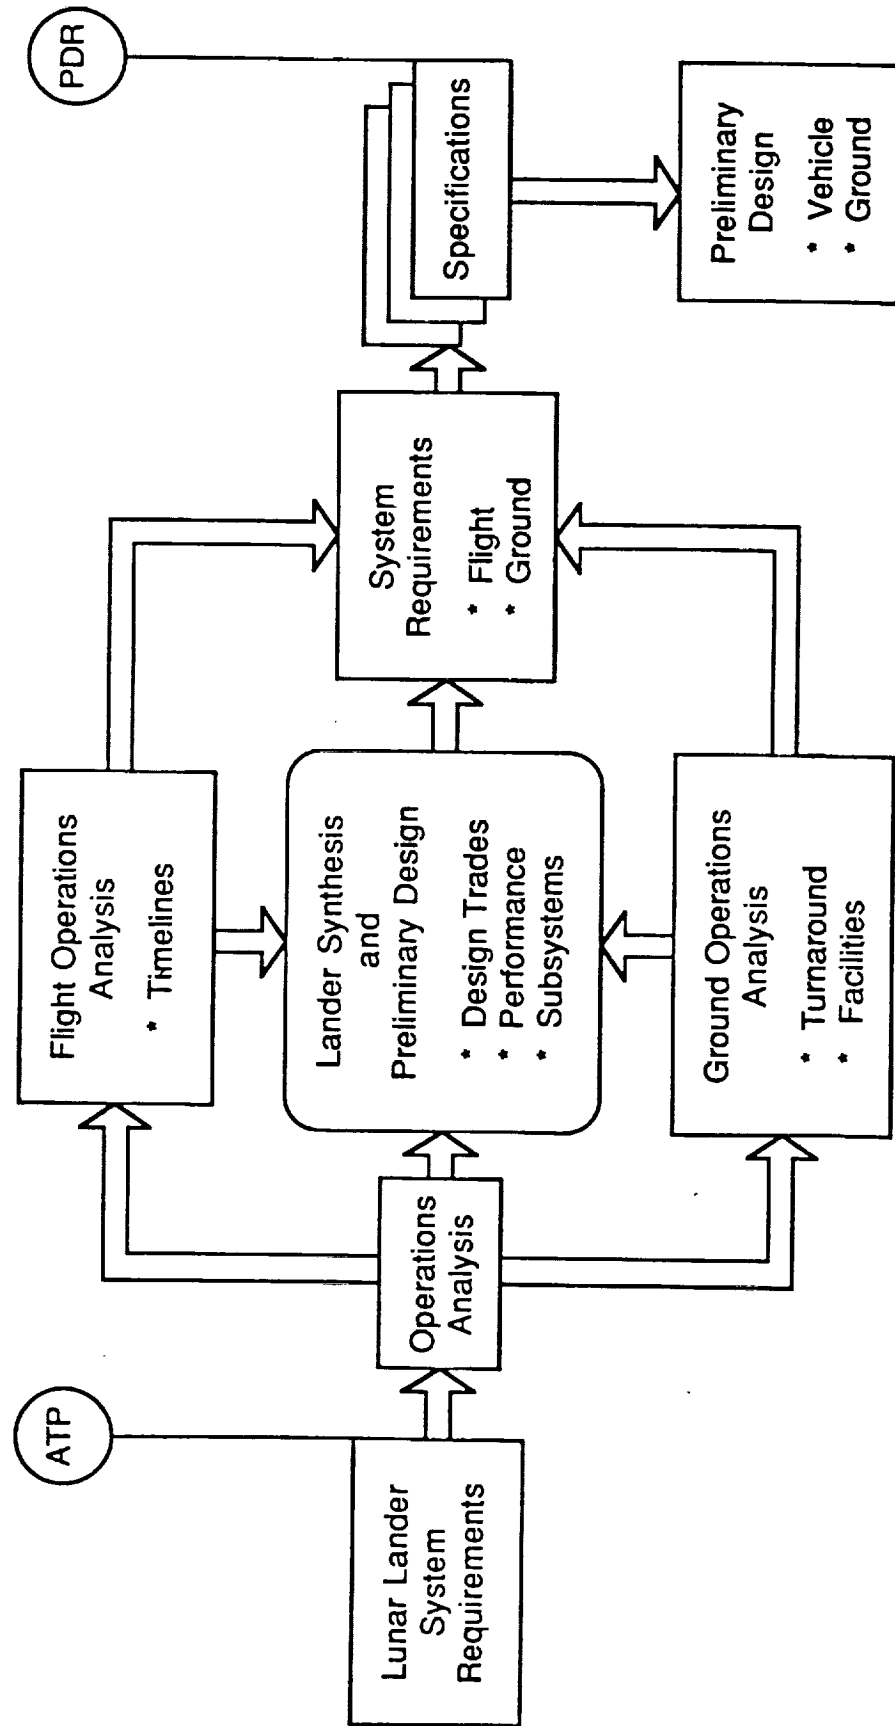 ATP
PDR
Lunar Lander
System
Requirements
Operations
Analysis
Flight Operations
Analysis
* Timelines
Lander Synthesis
and
Preliminary Design
* Design Trades
* Performance
* Subsystems
Ground Operations
Analysis
* Turnaround
* Facilities
System
Requirements
* Flight
* Ground
Specifications
Preliminary
Design
* Vehicle
* Ground